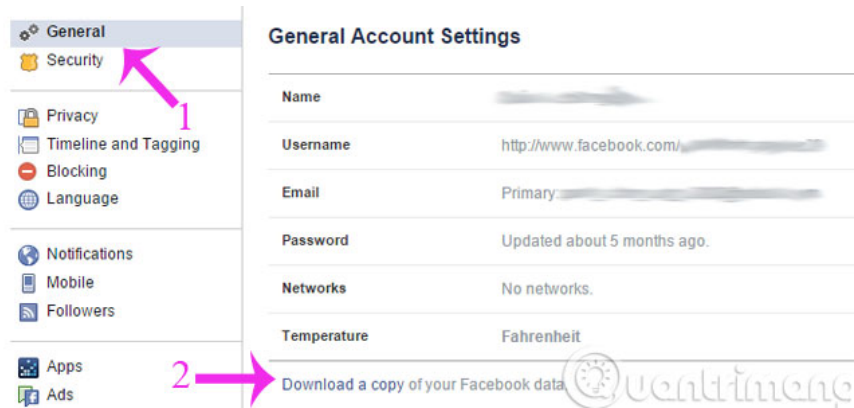 General
Security
Privacy
Timeline and Tagging
Blocking
Language
Notifications
Mobile
Followers
Apps
Ads
1
2
General Account Settings
Name
Username http://www.facebook.com/
Email Primary:
Password Updated about 5 months ago.
Networks No networks.
Temperature Fahrenheit
Download a copy of your Facebook data
Quantrimang